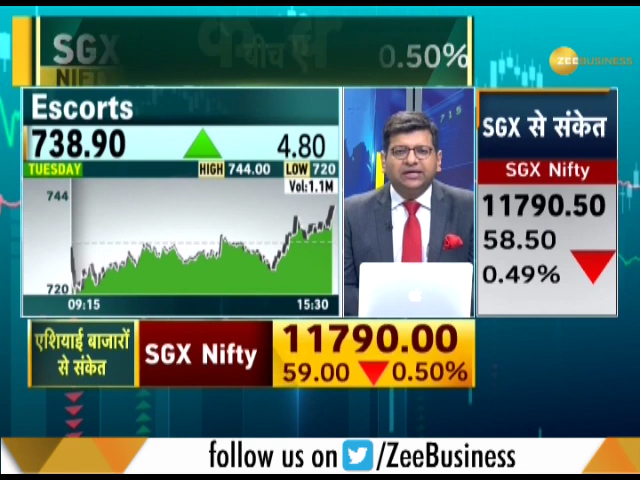 SGX
NIFTY
0.50%
ZEE BUSINESS
Escorts
738.90 4.80
TUESDAY HIGH 744.00 LOW 720
Vol:1.1M
744
720
09:15 15:30
715
SGX से संकेत
SGX Nifty
11790.50
58.50
0.49%
एशियाई बाजारों
से संकेत
SGX Nifty
11790.00
59.00 0.50%
follow us on /ZeeBusiness